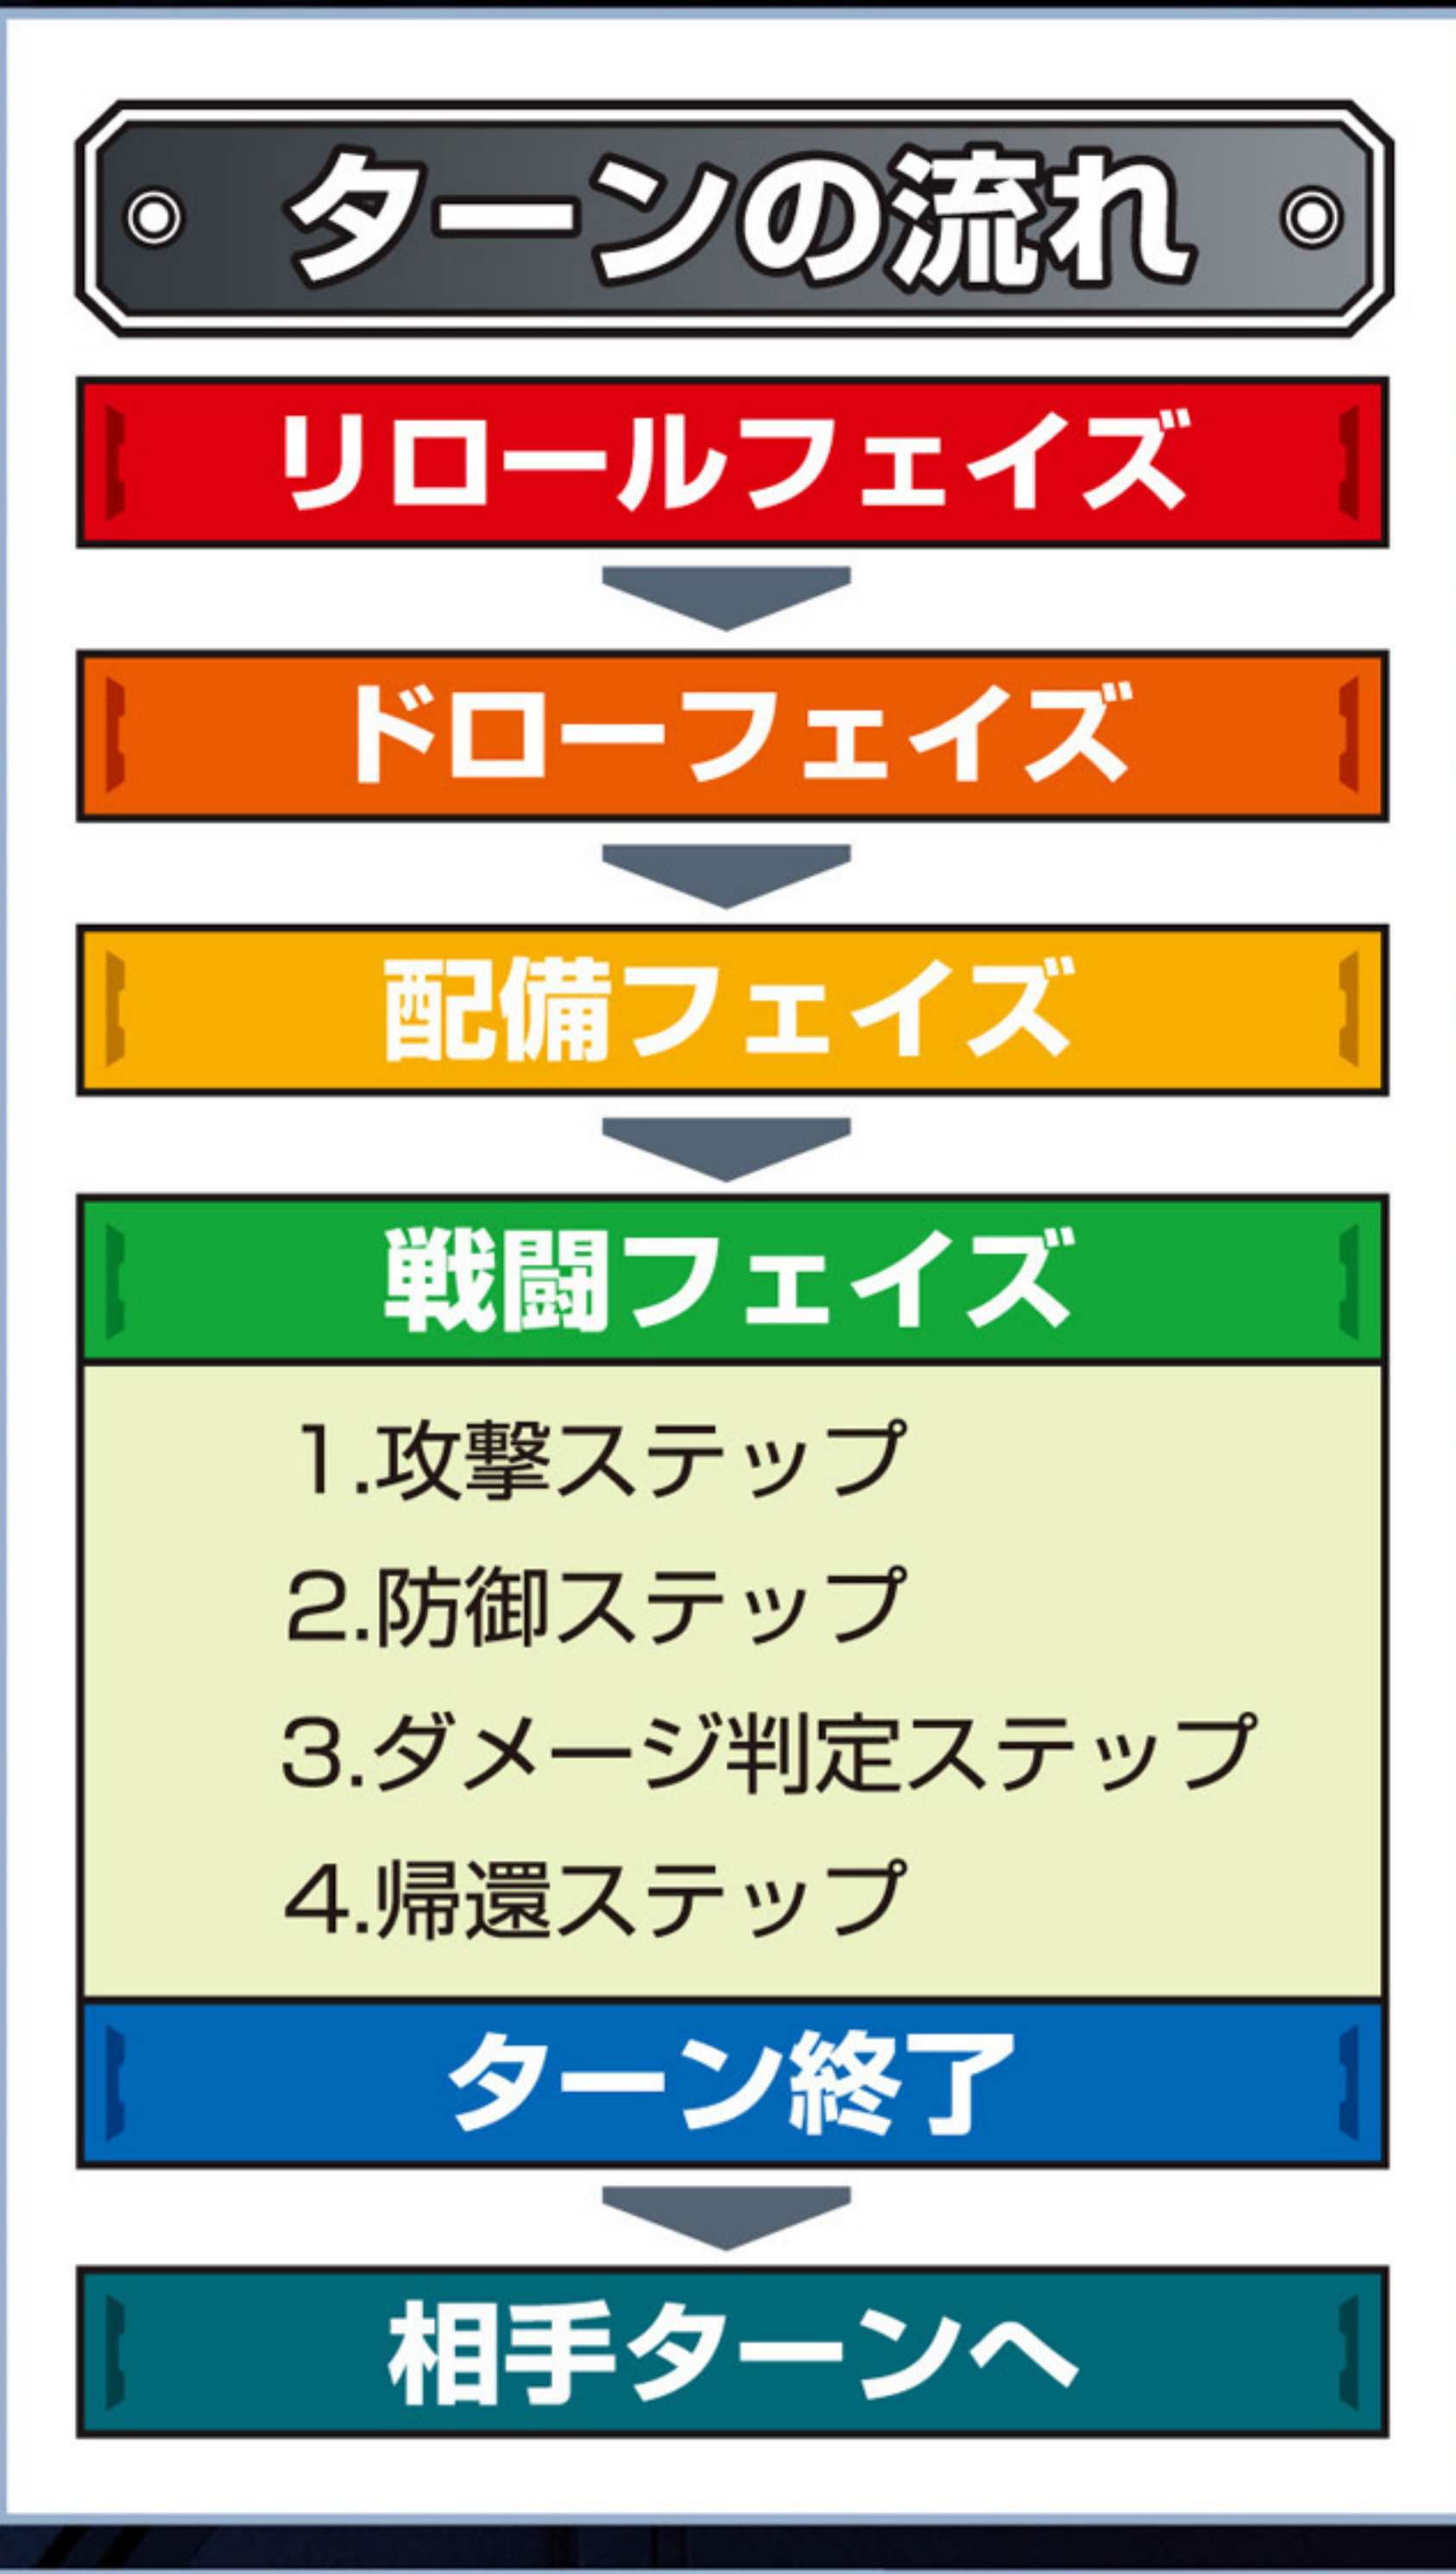 ターンの流れ
リロールフェイズ
ドローフェイズ
配備フェイズ
戦闘フェイズ
1.攻撃ステップ
2.防御ステップ
3.ダメージ判定ステップ
4.帰還ステップ
ターン終了
相手ターンへ